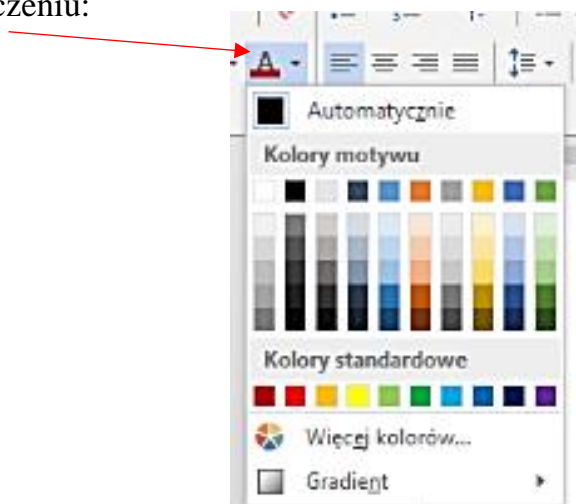 czeniu:
A
Automatycznie
Kolory motywu
Kolory standardowe
Więcej kolorów...
Gradient